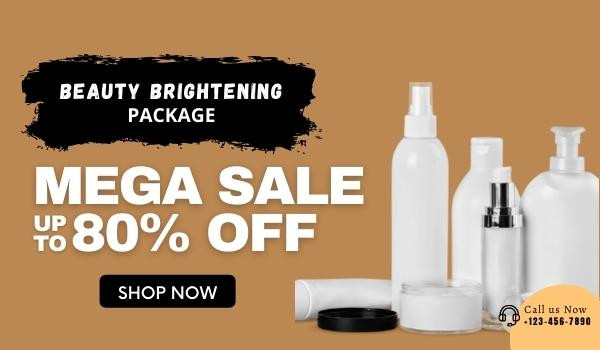 BEAUTY BRIGHTENING
PACKAGE
MEGA SALE
UP TO 80% OFF
SHOP NOW
Call us Now
+123-456-7890